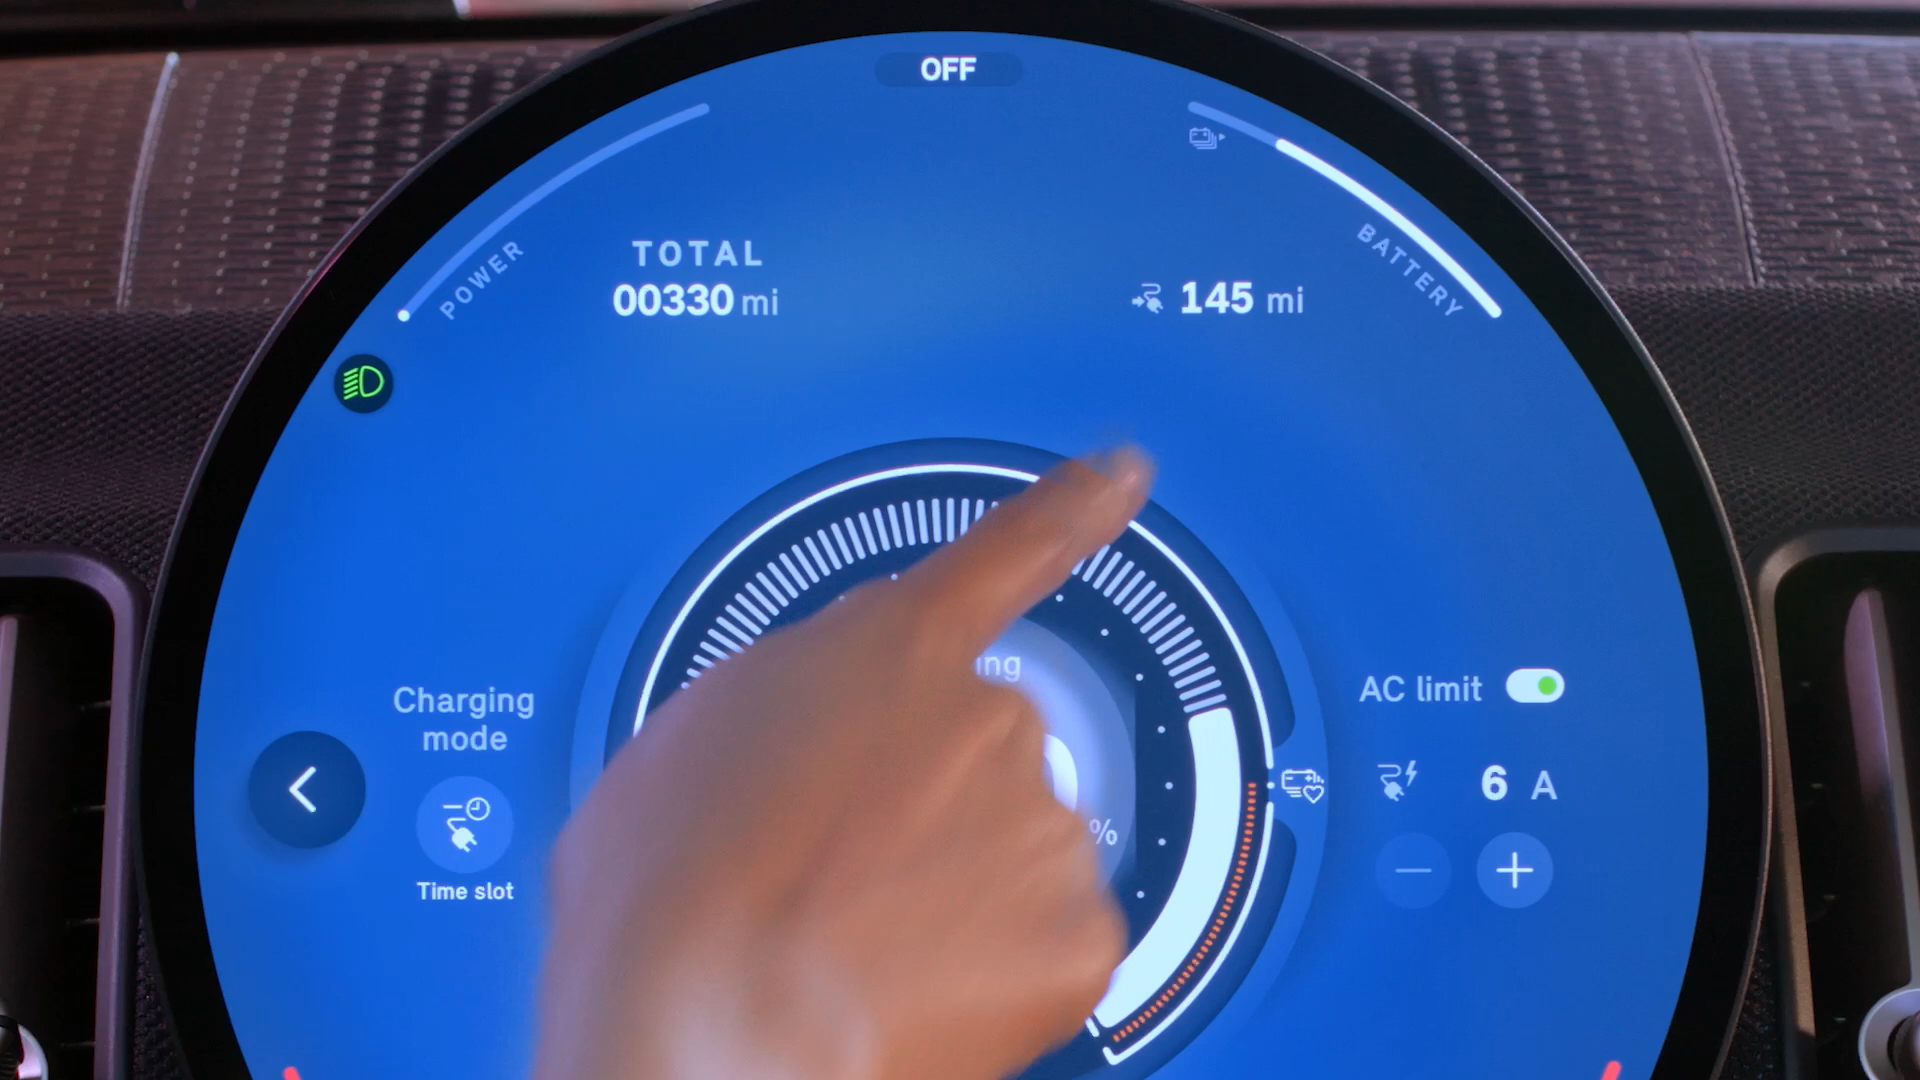 OFF
POWER
BATTERY
TOTAL
00330 mi
145 mi
Charging
mode
Time slot
%
AC limit
6 A